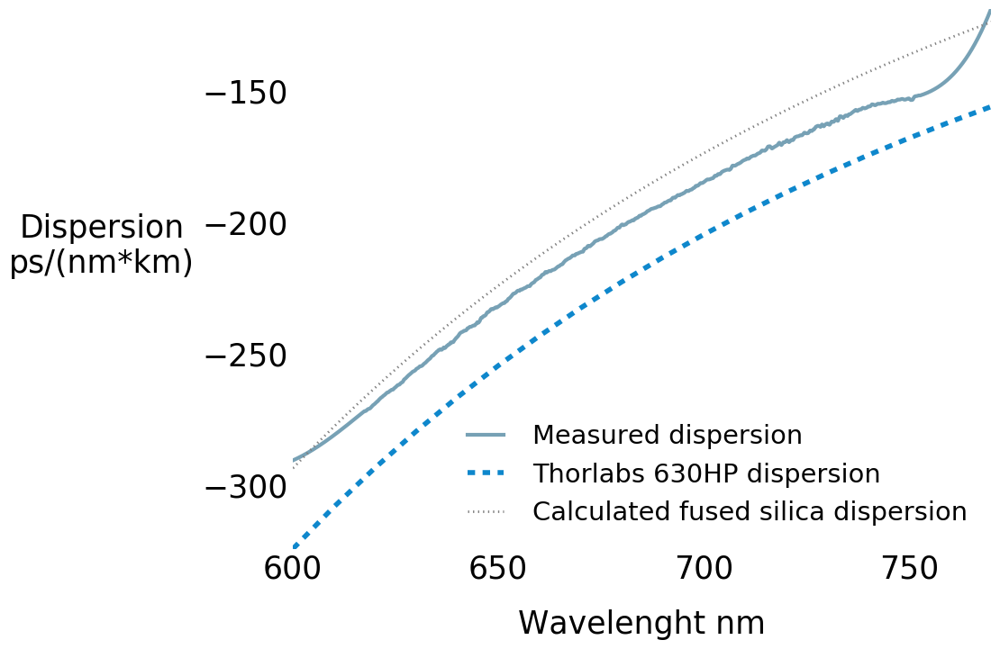 −150
−200
−250
−300
Dispersion
ps/(nm*km)
Measured dispersion
Thorlabs 630HP dispersion
Calculated fused silica dispersion
600 650 700 750
Wavelenght nm